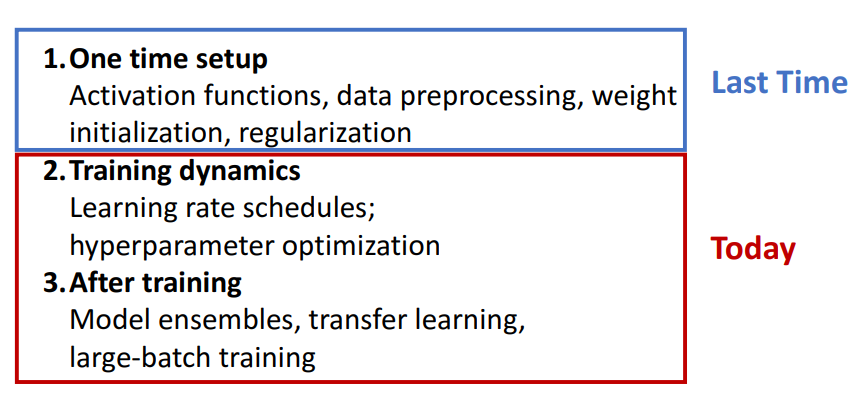 1. One time setup
Activation functions, data preprocessing, weight
initialization, regularization
Last Time
2. Training dynamics
Learning rate schedules;
hyperparameter optimization
3. After training
Model ensembles, transfer learning,
large-batch training
Today